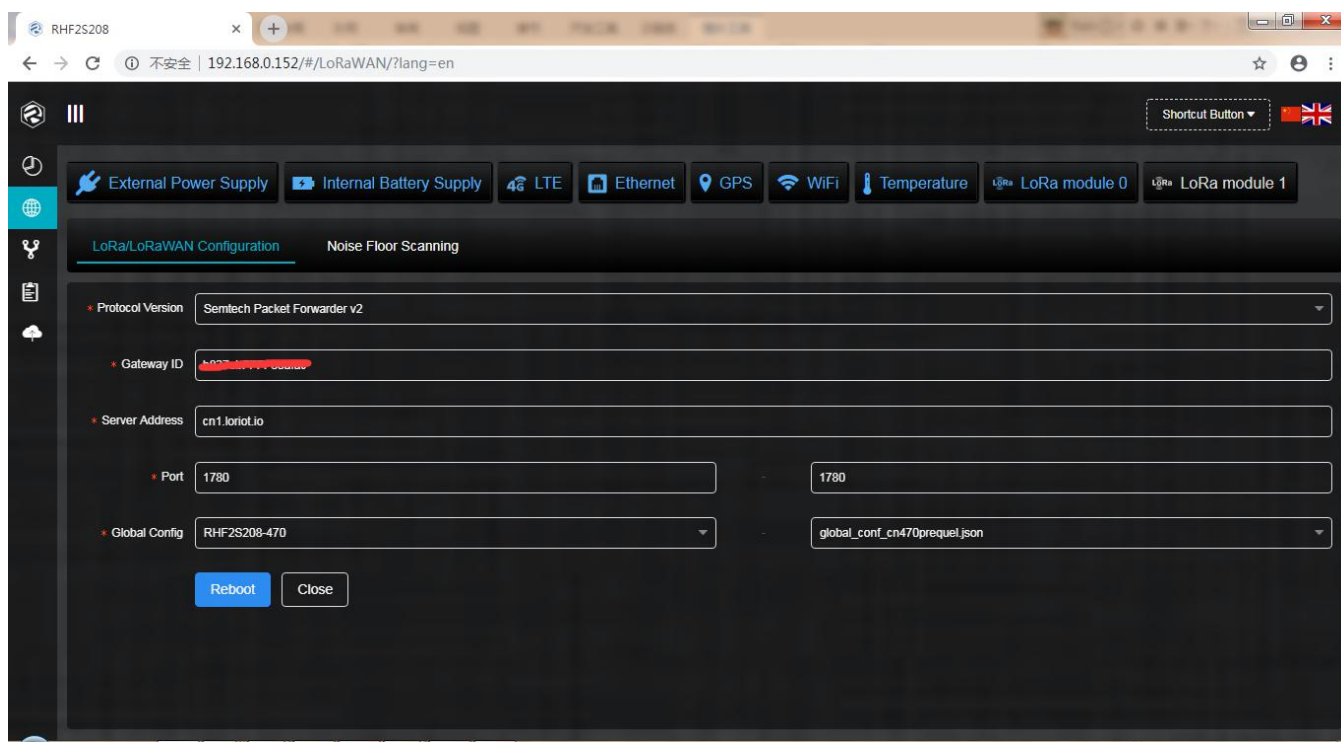 RHF2S208
不安全 | 192.168.0.152/#/LoRaWAN/?lang=en
Shortcut Button
External Power Supply Internal Battery Supply 4G LTE Ethernet GPS WiFi Temperature LoRa LoRa module 0 LoRa LoRa module 1
LoRa/LoRaWAN Configuration Noise Floor Scanning
* Protocol Version Semtech Packet Forwarder v2
* Gateway ID
* Server Address cn1.loriot.io
* Port 1780 - 1780
* Global Config RHF2S208-470 - global_conf_cn470prequel.json
Reboot Close